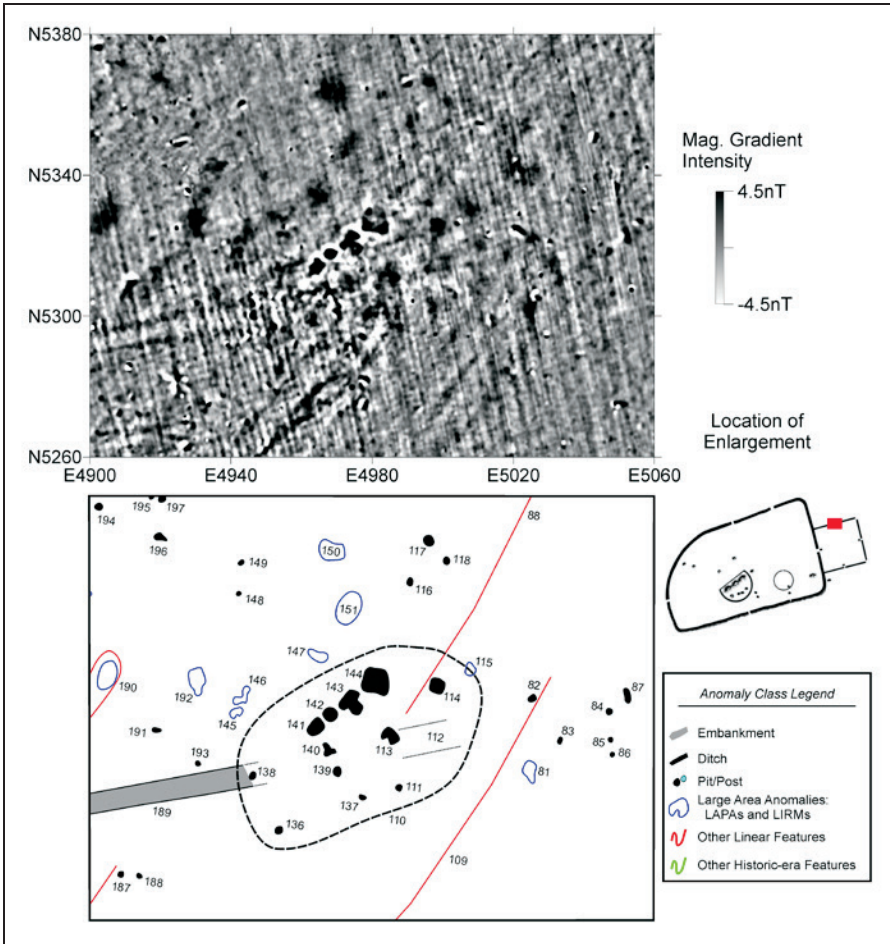 N5380
N5340
N5300
N5260
E4900 E4940 E4980 E5020 E5060
Mag. Gradient
Intensity
4.5nT
-4.5nT
Location of
Enlargement
194 195 197
196
149
148
150
151
117
118
116
88
147
146
145
192
190
191
193
144
143
142
141
140
139
138
137
136
115
114
113
112
111
110
109
189
187 188
82
83
81
87
84
85
86
Anomaly Class Legend
Embankment
Ditch
Pit/Post
Large Area Anomalies:
LAPAs and LIRMs
Other Linear Features
Other Historic-era Features